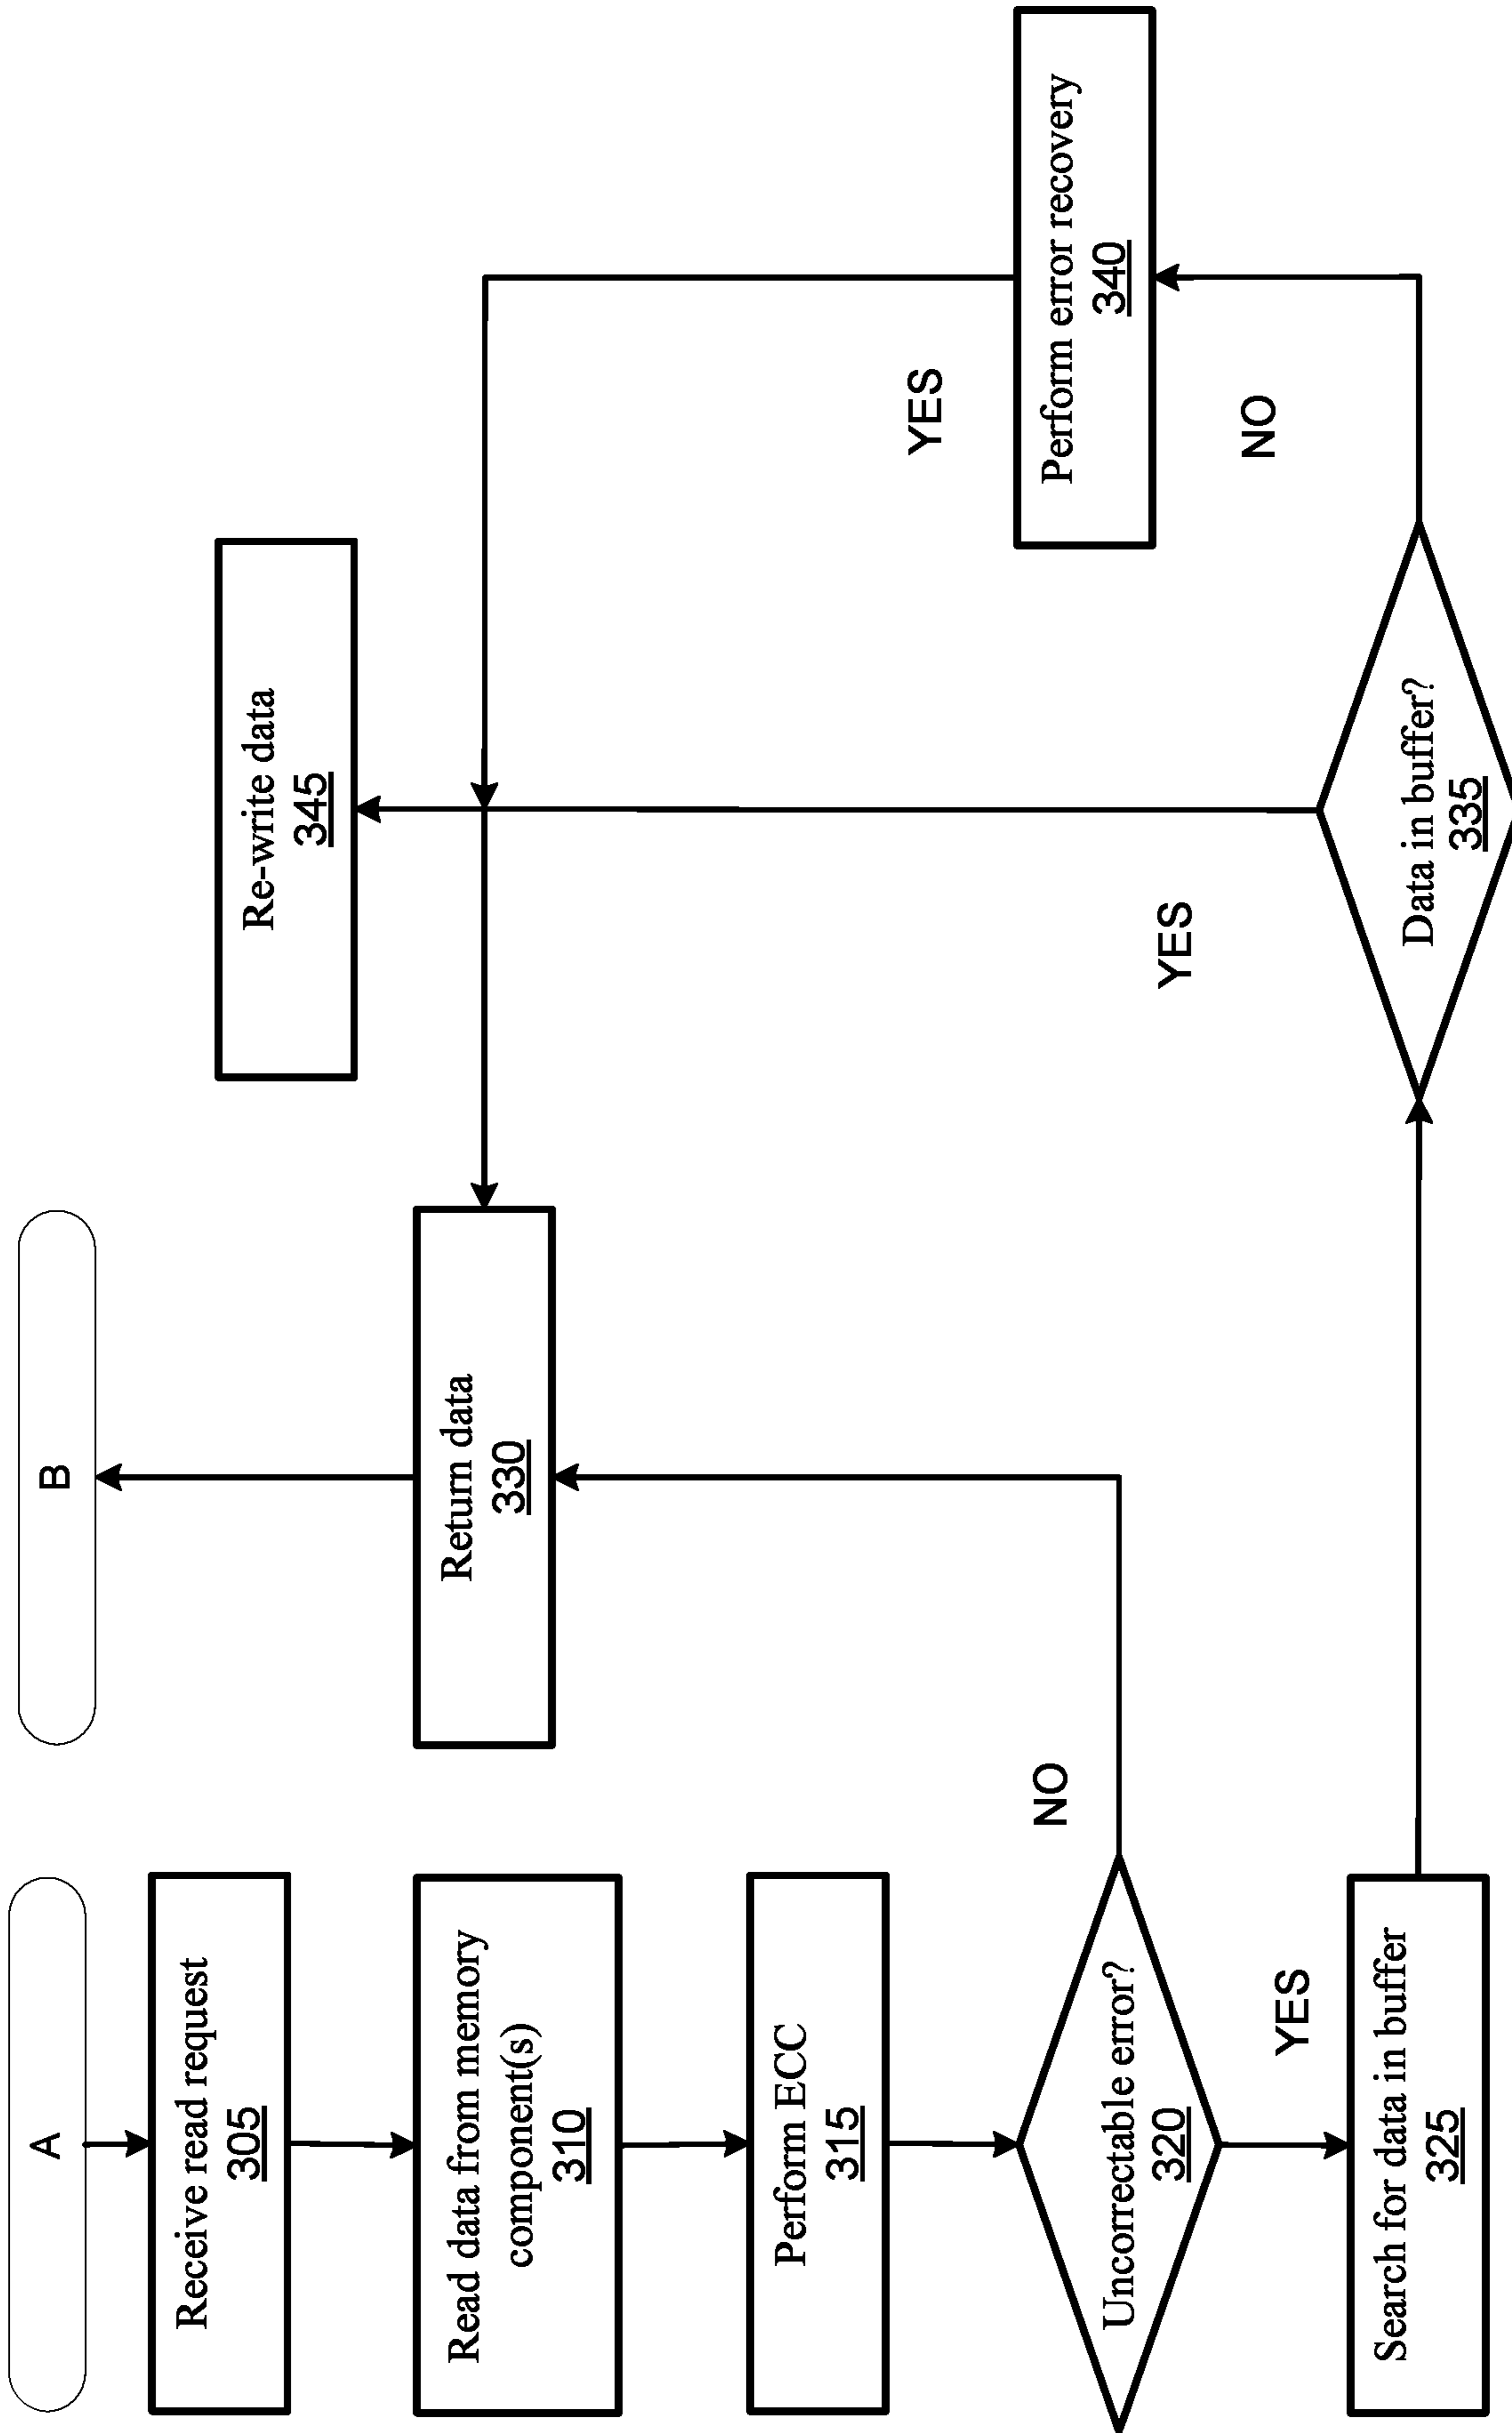 A
Receive read request
305
Read data from memory
component(s)
310
Perform ECC
315
Uncorrectable error?
320
NO
YES
Search for data in buffer
325
B
Return data
330
Re-write data
345
YES
Data in buffer?
335
YES
NO
Perform error recovery
340